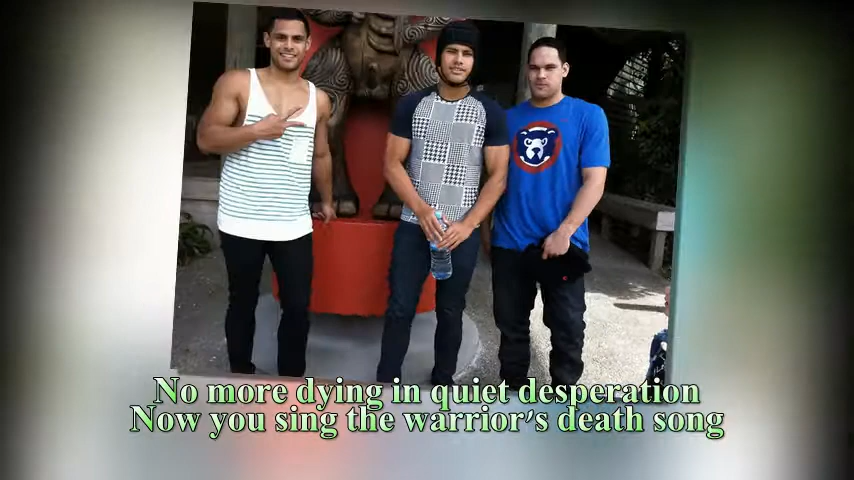 No more dying in quiet desperation
Now you sing the warrior's death song